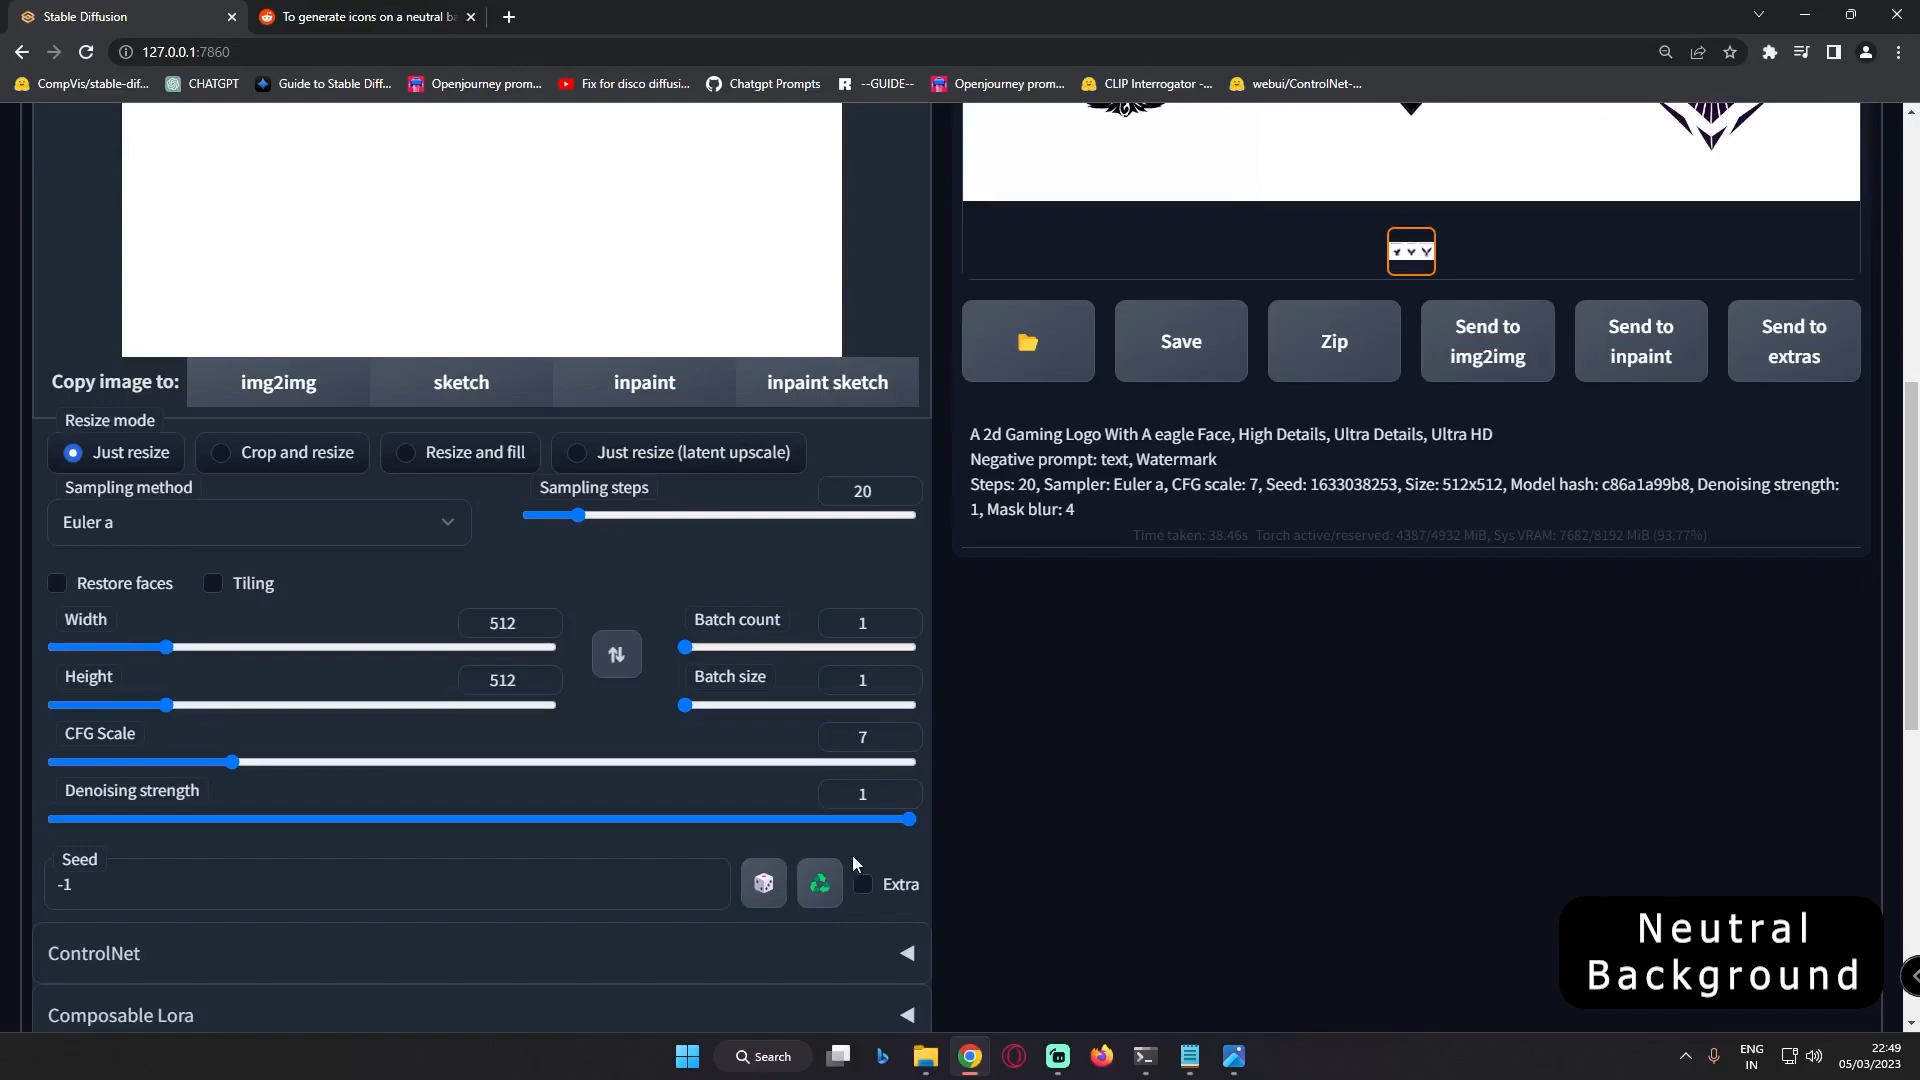 Stable Diffusion
To generate icons on a neutral ba
127.0.0.1:7860
CompVis/stable-dif...
CHATGPT
Guide to Stable Diff...
Openjourney prom...
Fix for disco diffusi...
Chatgpt Prompts
--GUIDE--
Openjourney prom...
CLIP Interrogator -...
webui/ControlNet-...
Copy image to:
img2img
sketch
inpaint
inpaint sketch
Resize mode
Just resize
Crop and resize
Resize and fill
Just resize (latent upscale)
Sampling method
Euler a
Sampling steps
20
Restore faces
Tiling
Width
512
Height
512
Batch count
1
Batch size
1
CFG Scale
7
Denoising strength
1
Seed
-1
Extra
ControlNet
Composable Lora
Save
Zip
Send to
img2img
Send to
inpaint
Send to
extras
A 2d Gaming Logo With A eagle Face, High Details, Ultra Details, Ultra HD
Negative prompt: text, Watermark
Steps: 20, Sampler: Euler a, CFG scale: 7, Seed: 1633038253, Size: 512x512, Model hash: c86a1a99b8, Denoising strength:
1, Mask blur: 4
Time taken: 38.46s Torch active/reserved: 4387/4932 MiB, Sys VRAM: 7682/8192 MiB (93.77%)
Neutral
Background
Search
ENG
IN
22:49
05/03/2023